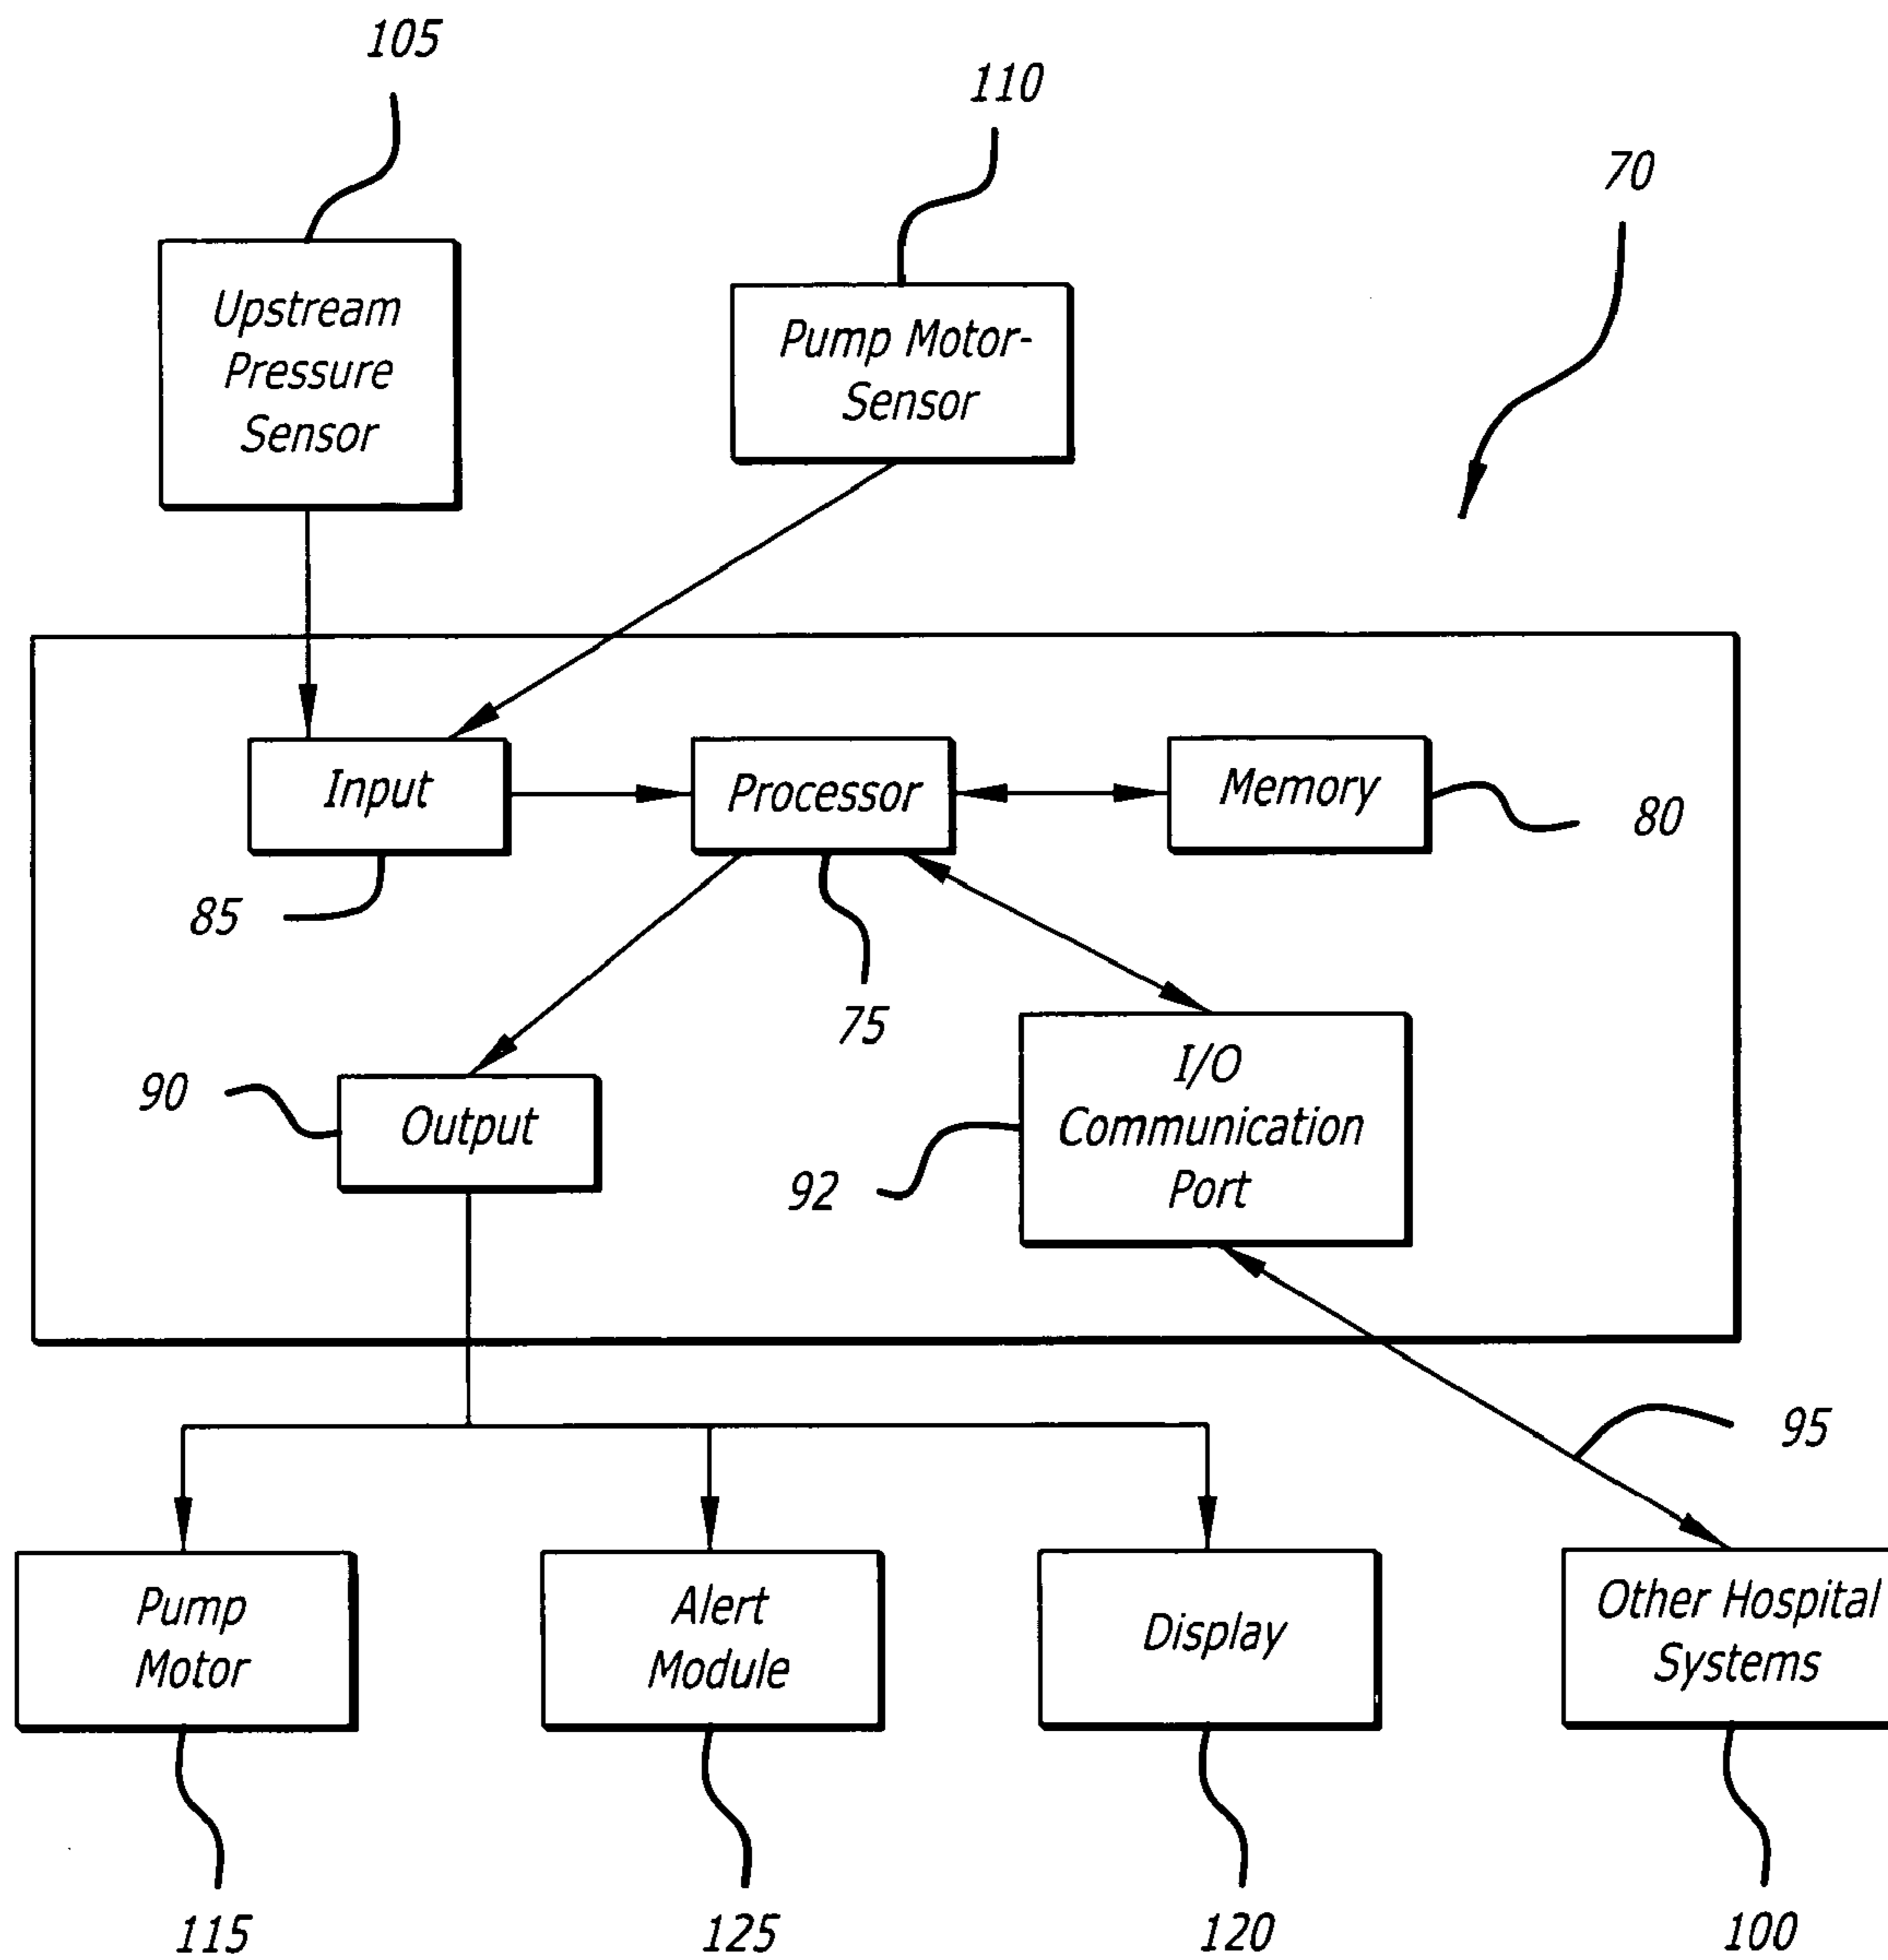 105
110
70
Upstream
Pressure
Sensor
Pump Motor-
Sensor
Input
Processor
Memory
80
85
75
90
Output
I/O
Communication
Port
92
95
Pump
Motor
Alert
Module
Display
Other Hospital
Systems
115
125
120
100